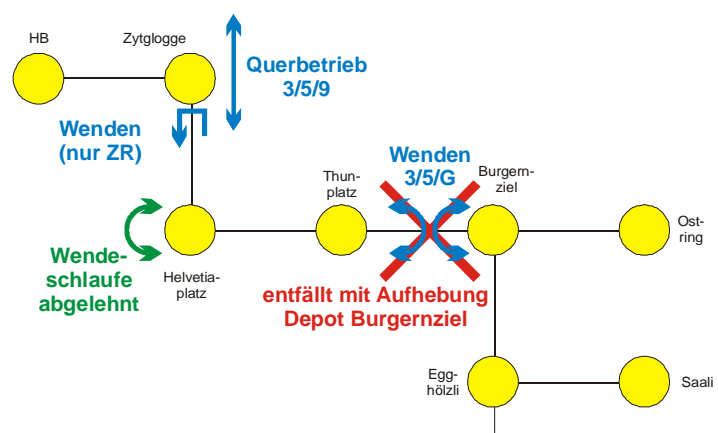 HB
Zytglogge
Querbetrieb
3/5/9
Wenden
(nur ZR)
Wenden
3/5/G
Thun-
platz
Burgern-
ziel
Ost-
ring
Wende-
schlaufe
abgelehnt
Helvetia-
platz
entfällt mit Aufhebung
Depot Burgernziel
Egg-
hölzli
Saali